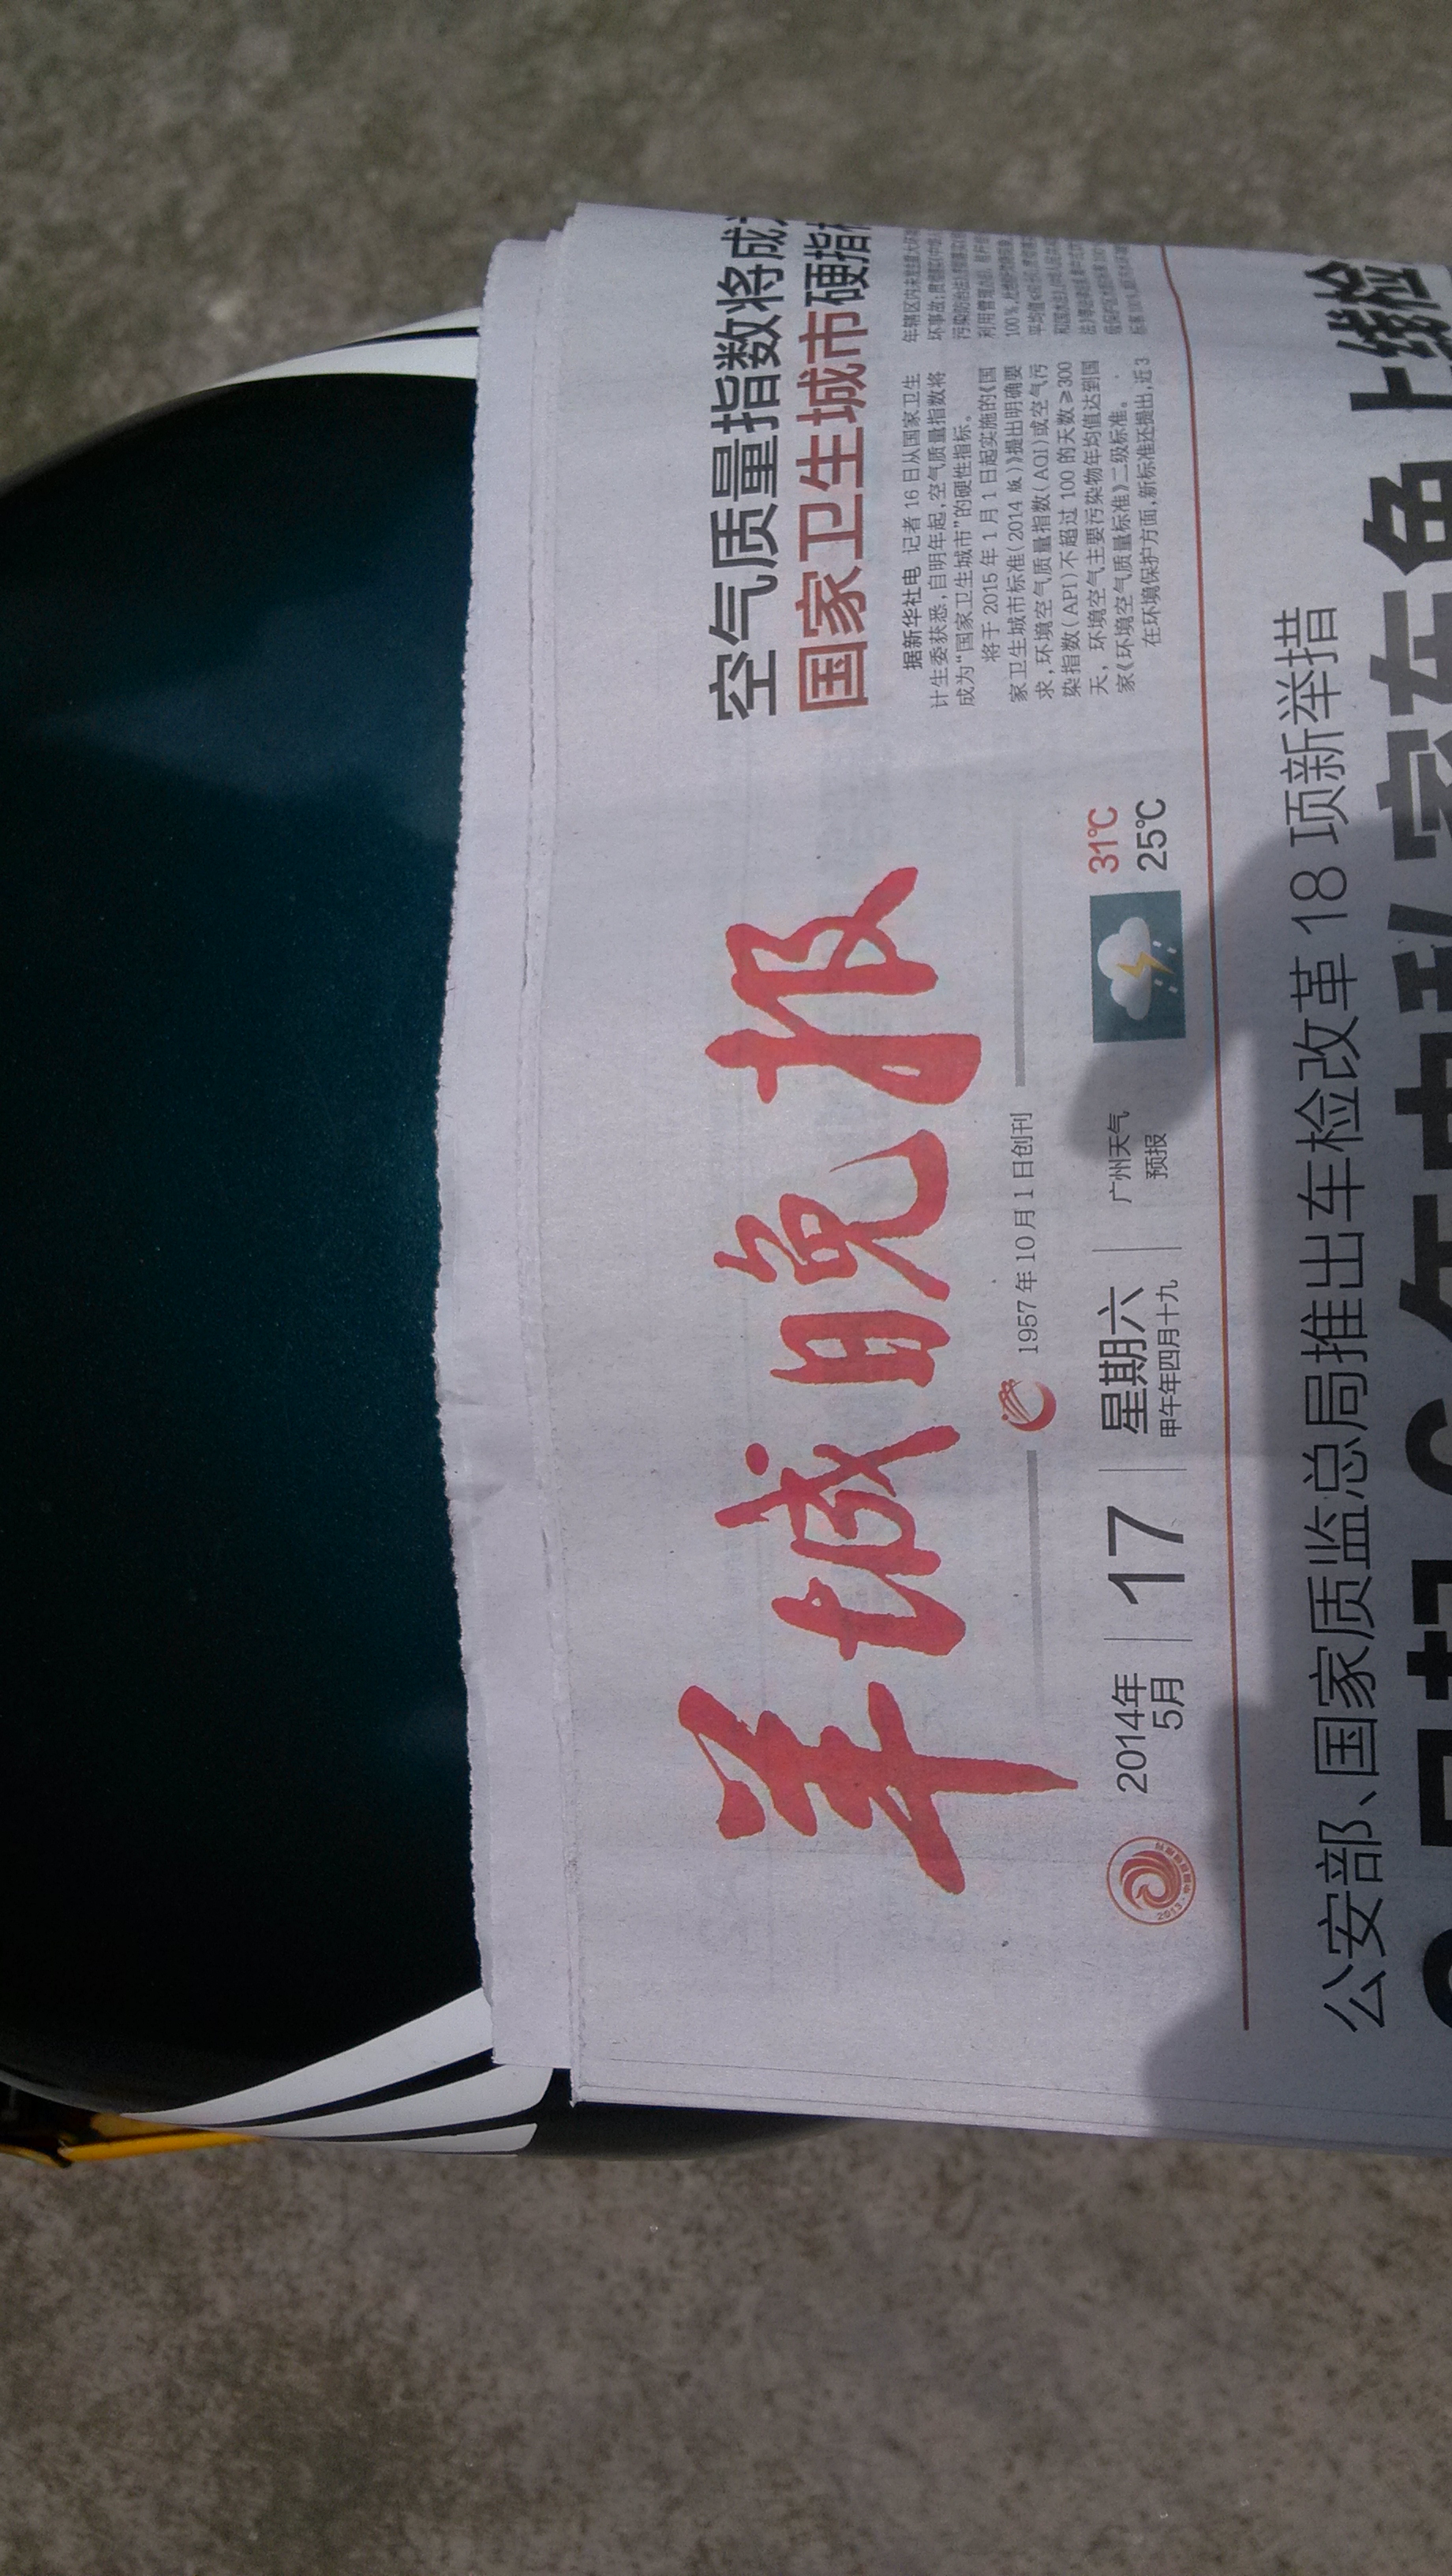 羊城晚报
1957年10月1日创刊
2014年
5月
17
星期六
甲午年四月十九
广州天气
预报
31℃
25℃
2013
空气质量指数将成
国家卫生城市硬指
据新华社电 记者16日从国家卫生
计生委获悉,自明年起,空气质量指数将
成为“国家卫生城市”的硬性指标。
将于2015年1月1日起实施的《国
家卫生城市标准(2014版)》提出明确要
求,环境空气质量指数(AQI)或空气污
染指数(API)不超过100的天数≥300
天,环境空气主要污染物年均值达到国
家《环境空气质量标准》二级标准。
在环境保护方面,新标准还提出,近3
公安部、国家质监总局推出车检改革18项新举措
年内私家车免上线检